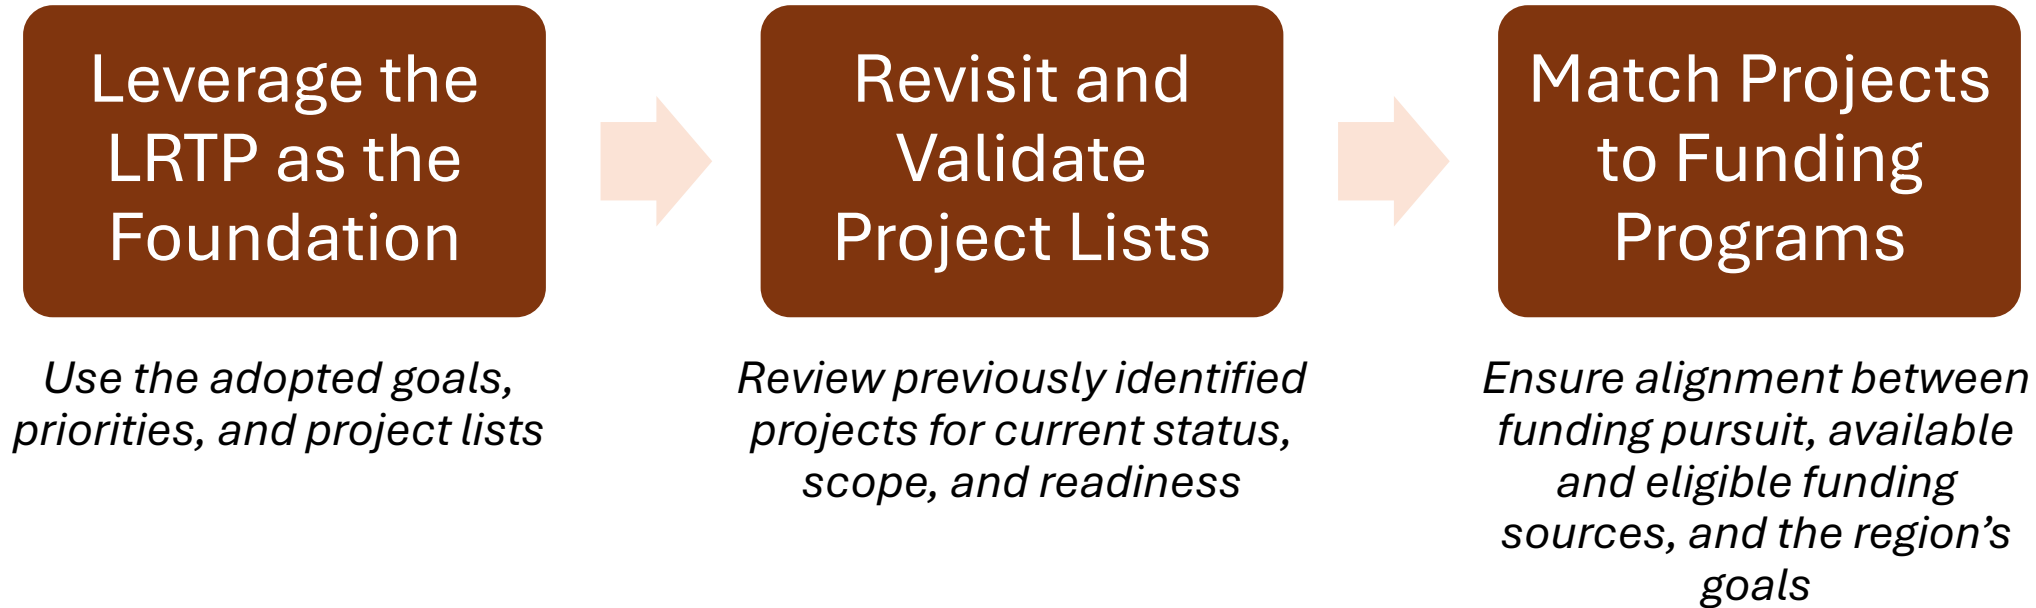 Leverage the
LRTP as the
Foundation
Use the adopted goals,
priorities, and project lists
Revisit and
Validate
Project Lists
Review previously identified
projects for current status,
scope, and readiness
Match Projects
to Funding
Programs
Ensure alignment between
funding pursuit, available
and eligible funding
sources, and the region’s
goals